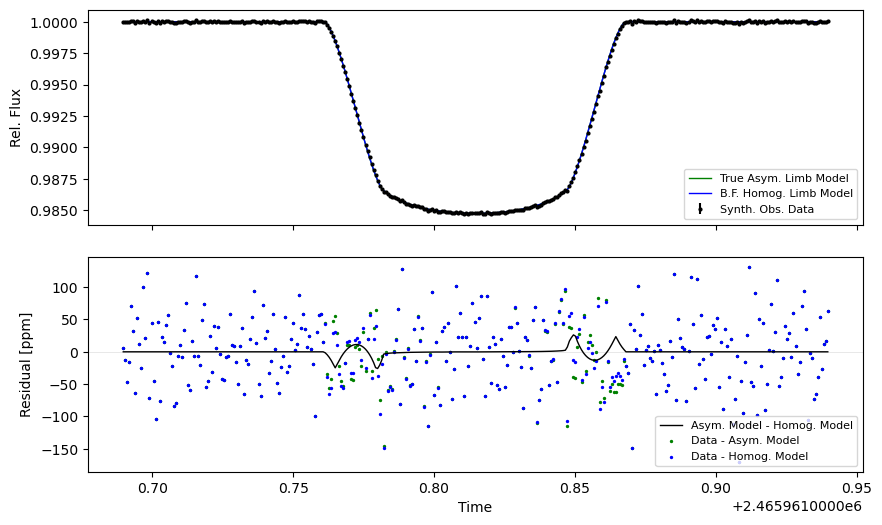 1.0000
0.9975
0.9950
0.9925
0.9900
0.9875
0.9850
Rel. Flux
True Asym. Limb Model
B.F. Homog. Limb Model
Synth. Obs. Data
100
50
0
−50
−100
−150
Residual [ppm]
Asym. Model - Homog. Model
Data - Asym. Model
Data - Homog. Model
0.70 0.75 0.80 0.85 0.90 0.95
Time
+2.4659610000e6